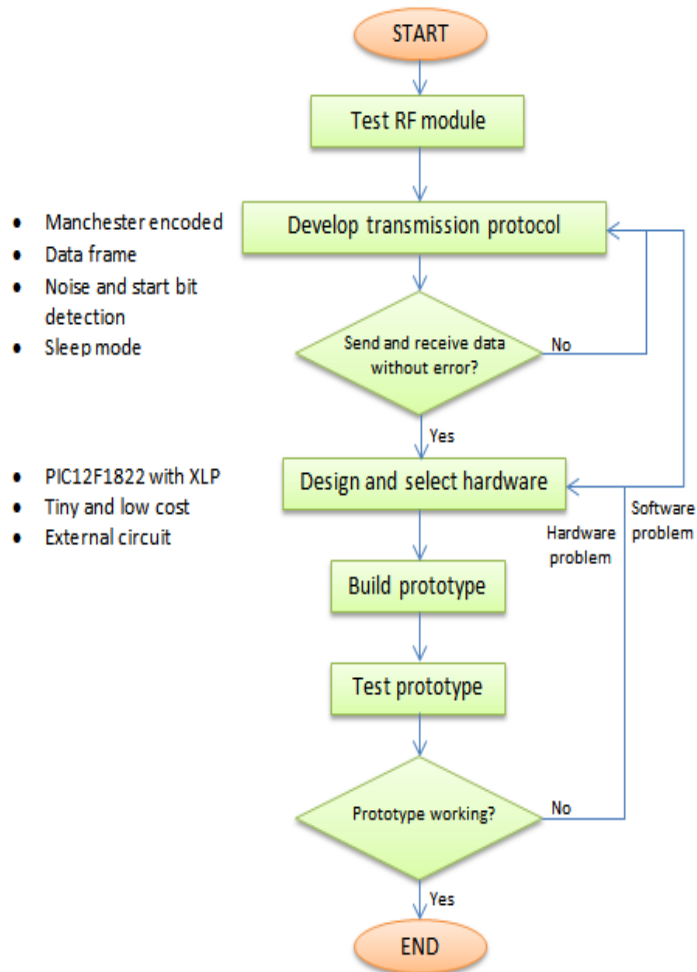 START
Test RF module
• Manchester encoded
• Data frame
• Noise and start bit
detection
• Sleep mode
Develop transmission protocol
Send and receive data
without error?
No
Yes
• PIC12F1822 with XLP
• Tiny and low cost
• External circuit
Design and select hardware
Hardware
problem
Software
problem
Build prototype
Test prototype
Prototype working?
No
Yes
END